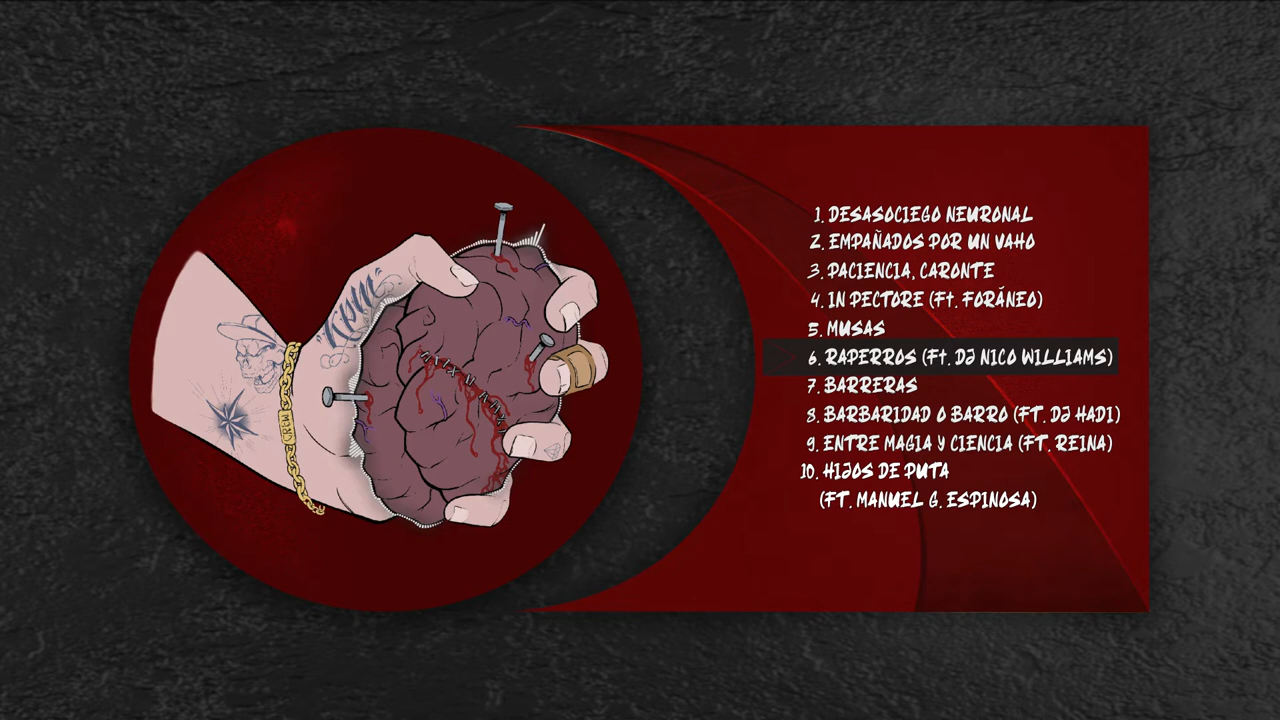 "Kpm"
KRCM
1. DESASOCIEGO NEURONAL
2. EMPAÑADOS POR UN VAHO
3. PACIENCIA, CARONTE
4. IN PECTORE (Ft. FORÁNEO)
5. MUSAS
6. RAPERROS (Ft. DJ NICO WILLIAMS)
7. BARRERAS
8. BARBARIDAD O BARRO (FT. DJ HADI)
9. ENTRE MAGIA Y CIENCIA (FT. REINA)
10. HIJOS DE PUTA
(FT. MANUEL G. ESPINOSA)